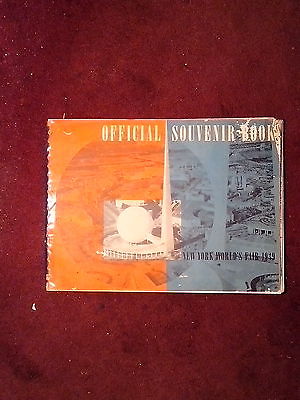 OFFICIAL SOUVENIR BOOK
NEW YORK WORLD'S FAIR 1939